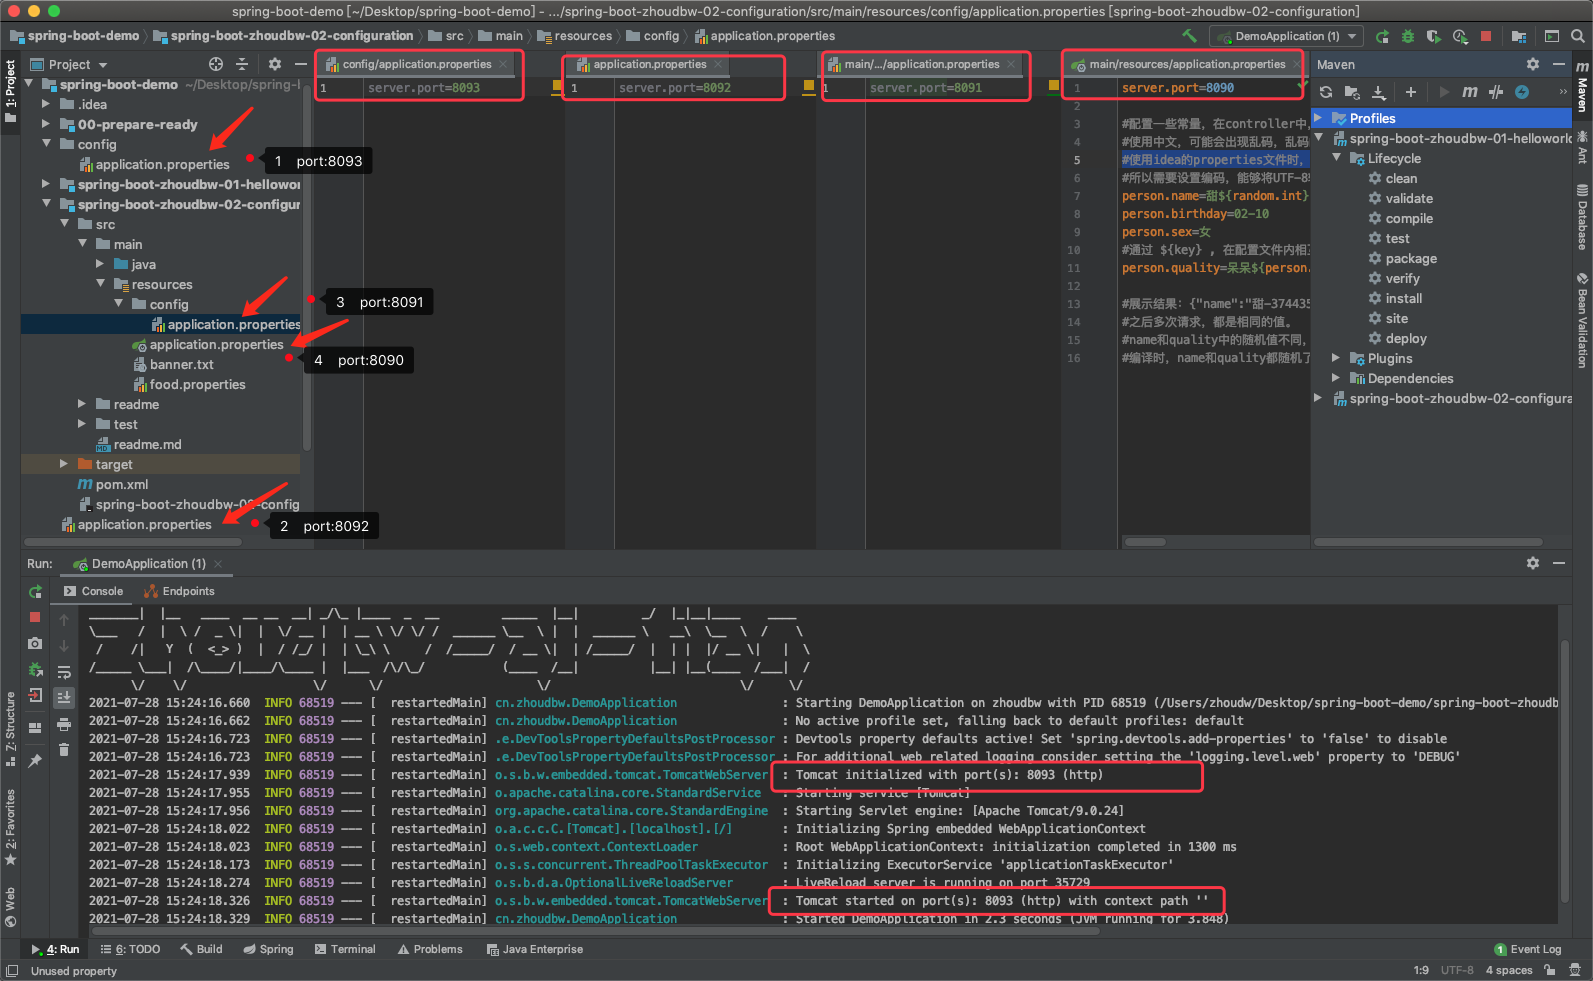 spring-boot-demo [~/Desktop/spring-boot-demo] - .../spring-boot-zhoudbw-02-configuration/src/main/resources/config/application.properties [spring-boot-zhoudbw-02-configuration]
spring-boot-demo
spring-boot-zhoudbw-02-configuration
src
main
resources
config
application.properties
DemoApplication (1)
1: Project
Project
spring-boot-demo ~/Desktop/spring-l
.idea
00-prepare-ready
config
application.properties
1 port:8093
spring-boot-zhoudbw-01-hellowor
spring-boot-zhoudbw-02-configur
src
main
java
resources
config
3 port:8091
application.properties
application.properties
4 port:8090
banner.txt
food.properties
readme
test
readme.md
target
pom.xml
spring-boot-zhoudbw-02-config
application.properties
2 port:8092
config/application.properties
1 server.port=8093
application.properties
1 server.port=8092
main/.../application.properties
1 server.port=8091
main/resources/application.properties
1 server.port=8090
2
3 #配置一些常量，在controller中,
4 #使用中文，可能会出现乱码，乱码
5 #使用idea的properties文件时，
6 #所以需要设置编码，能够将UTF-8
7 person.name=甜${random.int}
8 person.birthday=02-10
9 person.sex=女
10 #通过 ${key} ，在配置文件内相
11 person.quality=呆呆${person.
12
13 #展示结果：{"name":"甜-374435
14 #之后多次请求，都是相同的值。
15 #name和quality中的随机值不同,
16 #编译时，name和quality都随机了
Maven
Profiles
spring-boot-zhoudbw-01-helloworld
Lifecycle
clean
validate
compile
test
package
verify
install
site
deploy
Plugins
Dependencies
spring-boot-zhoudbw-02-configura
Maven
Ant
Database
Bean Validation
Run:
DemoApplication (1)
Console
Endpoints
2021-07-28 15:24:16.660 INFO 68519 --- [ restartedMain] cn.zhoudbw.DemoApplication : Starting DemoApplication on zhoudbw with PID 68519 (/Users/zhoudw/Desktop/spring-boot-demo/spring-boot-zhoudb
2021-07-28 15:24:16.662 INFO 68519 --- [ restartedMain] cn.zhoudbw.DemoApplication : No active profile set, falling back to default profiles: default
2021-07-28 15:24:16.723 INFO 68519 --- [ restartedMain] .e.DevToolsPropertyDefaultsPostProcessor : Devtools property defaults active! Set 'spring.devtools.add-properties' to 'false' to disable
2021-07-28 15:24:16.723 INFO 68519 --- [ restartedMain] .e.DevToolsPropertyDefaultsPostProcessor : For additional web related logging consider setting the 'logging.level.web' property to 'DEBUG'
2021-07-28 15:24:17.939 INFO 68519 --- [ restartedMain] o.s.b.w.embedded.tomcat.TomcatWebServer : Tomcat initialized with port(s): 8093 (http)
2021-07-28 15:24:17.955 INFO 68519 --- [ restartedMain] o.apache.catalina.core.StandardService : Starting service [Tomcat]
2021-07-28 15:24:17.956 INFO 68519 --- [ restartedMain] org.apache.catalina.core.StandardEngine : Starting Servlet engine: [Apache Tomcat/9.0.24]
2021-07-28 15:24:18.022 INFO 68519 --- [ restartedMain] o.a.c.c.C.[Tomcat].[localhost].[/] : Initializing Spring embedded WebApplicationContext
2021-07-28 15:24:18.023 INFO 68519 --- [ restartedMain] o.s.web.context.ContextLoader : Root WebApplicationContext: initialization completed in 1300 ms
2021-07-28 15:24:18.173 INFO 68519 --- [ restartedMain] o.s.s.concurrent.ThreadPoolTaskExecutor : Initializing ExecutorService 'applicationTaskExecutor'
2021-07-28 15:24:18.274 INFO 68519 --- [ restartedMain] o.s.b.d.a.OptionalLiveReloadServer : LiveReload server is running on port 35729
2021-07-28 15:24:18.326 INFO 68519 --- [ restartedMain] o.s.b.w.embedded.tomcat.TomcatWebServer : Tomcat started on port(s): 8093 (http) with context path ''
2021-07-28 15:24:18.329 INFO 68519 --- [ restartedMain] cn.zhoudbw.DemoApplication : Started DemoApplication in 2.3 seconds (JVM running for 3.848)
Z: Structure
2: Favorites
Web
4: Run
6: TODO
Build
Spring
Terminal
Problems
Java Enterprise
1 Event Log
Unused property
1:9 UTF-8 4 spaces